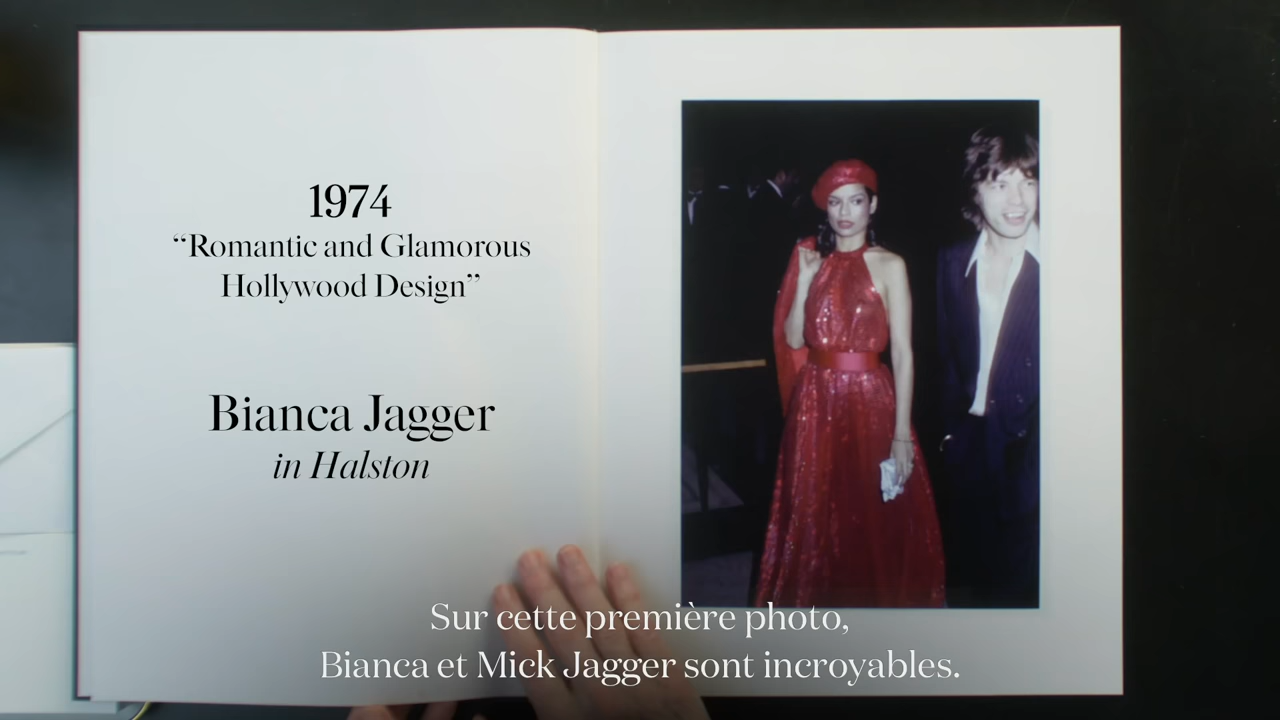 1974
“Romantic and Glamorous
Hollywood Design”
Bianca Jagger
in Halston
Sur cette première photo,
Bianca et Mick Jagger sont incroyables.